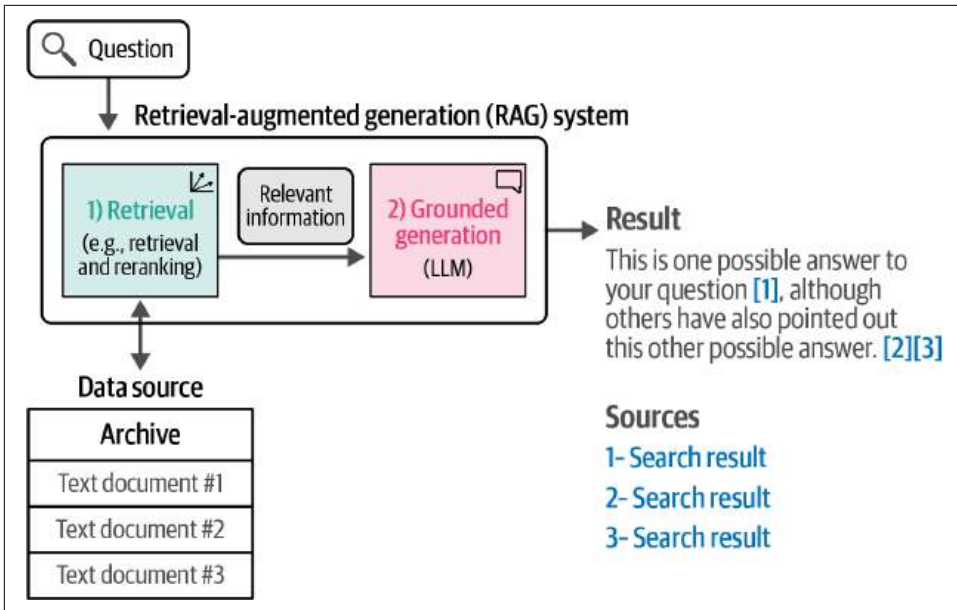 Question
Retrieval-augmented generation (RAG) system
1) Retrieval
(e.g., retrieval
and reranking)
Relevant
information
2) Grounded
generation
(LLM)
Result
This is one possible answer to
your question [1], although
others have also pointed out
this other possible answer. [2][3]
Data source
Archive
Text document #1
Text document #2
Text document #3
Sources
1- Search result
2- Search result
3- Search result